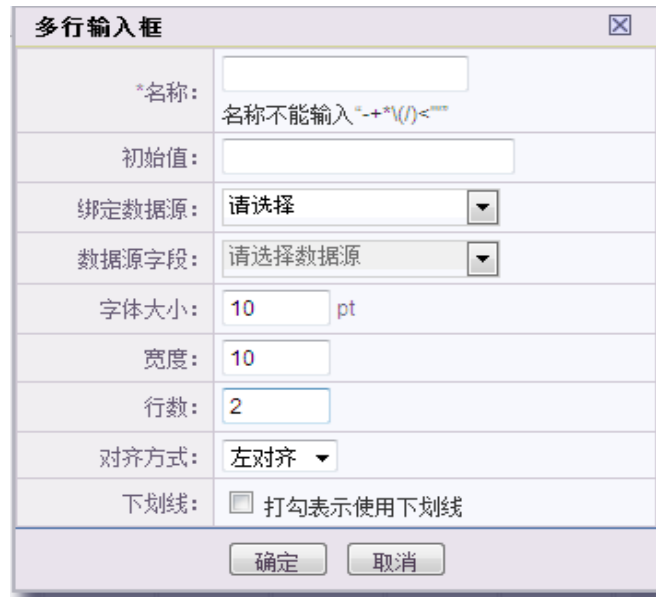 多行输入框
*名称:
名称不能输入"-+*\(/)<"""
初始值:
绑定数据源: 请选择
数据源字段: 请选择数据源
字体大小: 10 pt
宽度: 10
行数: 2
对齐方式: 左对齐
下划线: 打勾表示使用下划线
确定 取消